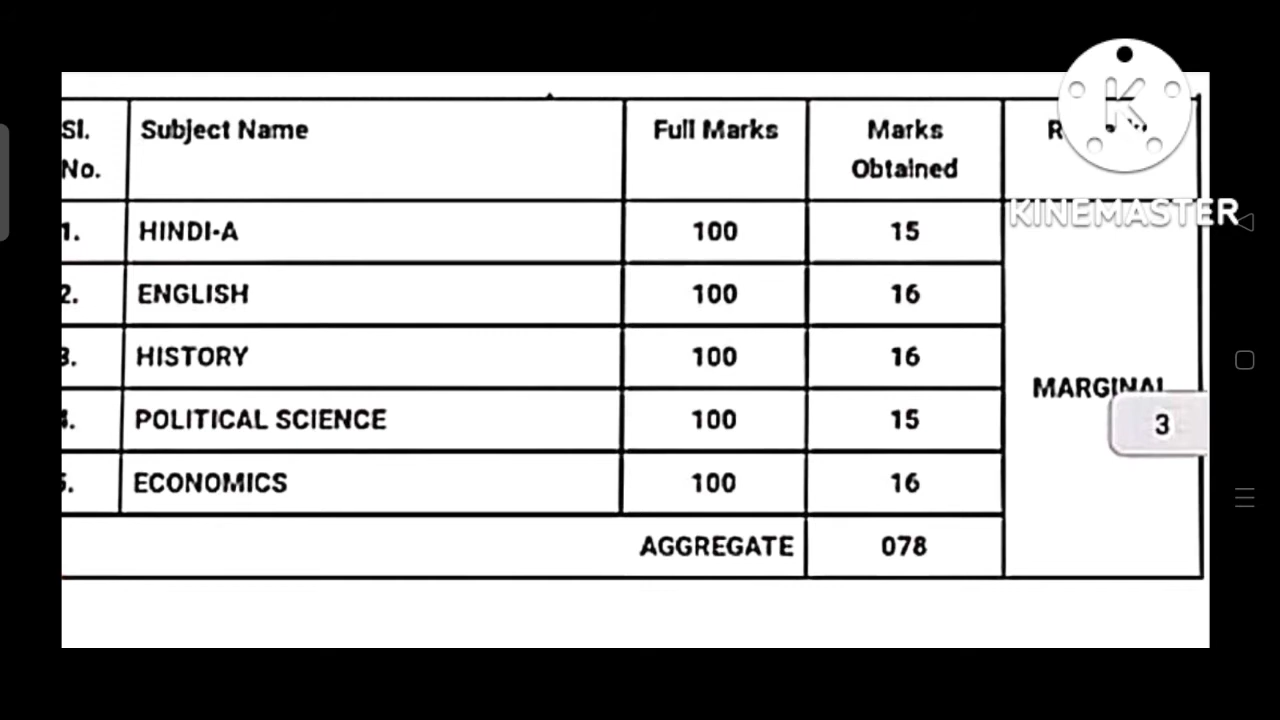 Sl. No. Subject Name Full Marks Marks Obtained
1. HINDI-A 100 15
2. ENGLISH 100 16
3. HISTORY 100 16
4. POLITICAL SCIENCE 100 15
5. ECONOMICS 100 16
MARGINAL
AGGREGATE 078
KINEMASTER
3